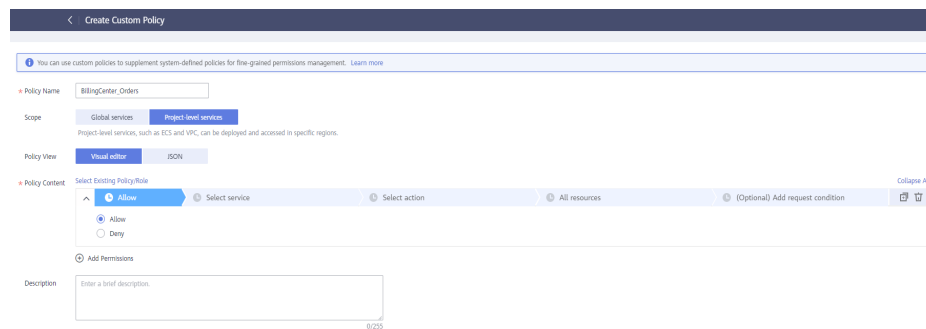 < Create Custom Policy
You can use custom policies to supplement system-defined policies for fine-grained permissions management. Learn more
* Policy Name BillingCenter_Orders
Scope Global services Project-level services
Project-level services, such as ECS and VPC, can be deployed and accessed in specific regions.
Policy View Visual editor JSON
* Policy Content Select Existing Policy/Role Collapse A
Allow Select service Select action All resources (Optional) Add request condition
Allow
Deny
Add Permissions
Description Enter a brief description.
0/255